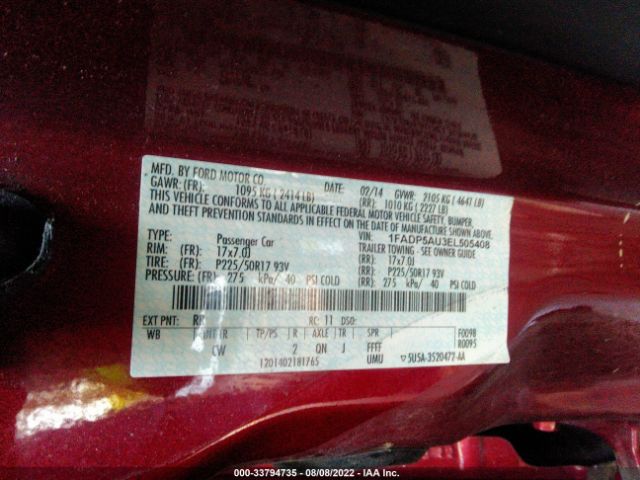 MFD. BY FORD MOTOR CO
DATE: 02/14 GVWR: 2105 KG ( 4647 LB)
GAWR: (FR): 1095 KG ( 2414 LB) (RR): 1010 KG ( 2227 LB)
THIS VEHICLE CONFORMS TO ALL APPLICABLE FEDERAL MOTOR VEHICLE SAFETY, BUMPER,
AND THEFT PREVENTION STANDARDS IN EFFECT ON THE DATE OF MANUFACTURE SHOWN ABOVE.
VIN: 1FADP5AU3EL505408
TYPE: Passenger Car TRAILER TOWING - SEE OWNER GUIDE
RIM: (FR): 17x7.0J (RR): 17x7.0J
TIRE: (FR): P225/50R17 93V (RR): P225/50R17 93V
PRESSURE: (FR): 275 kPa/ 40 PSI COLD (RR): 275 kPa/ 40 PSI COLD
EXT PNT: RR RC: 11 DSO:
WB INT TR TP/PS R AXLE TR SPR F0098
CW 2 QN J FFFF R0095
1201402181765 UMU 5U5A-3520472-AA
000-33794735 - 08/08/2022 - IAA Inc.